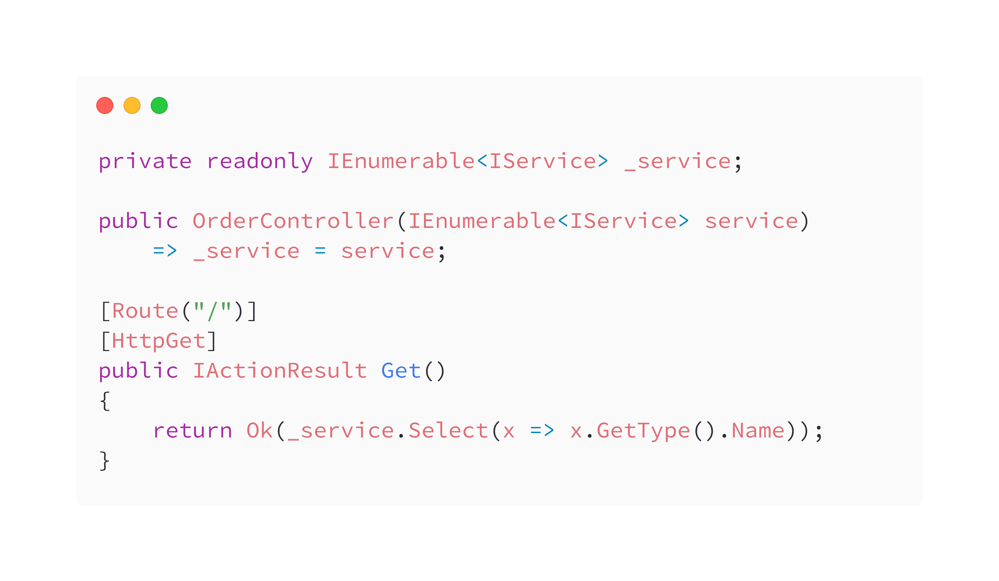 private readonly IEnumerable<IService> _service;
public OrderController(IEnumerable<IService> service)
    => _service = service;
[Route("/")]
[HttpGet]
public IActionResult Get()
{
    return Ok(_service.Select(x => x.GetType().Name));
}